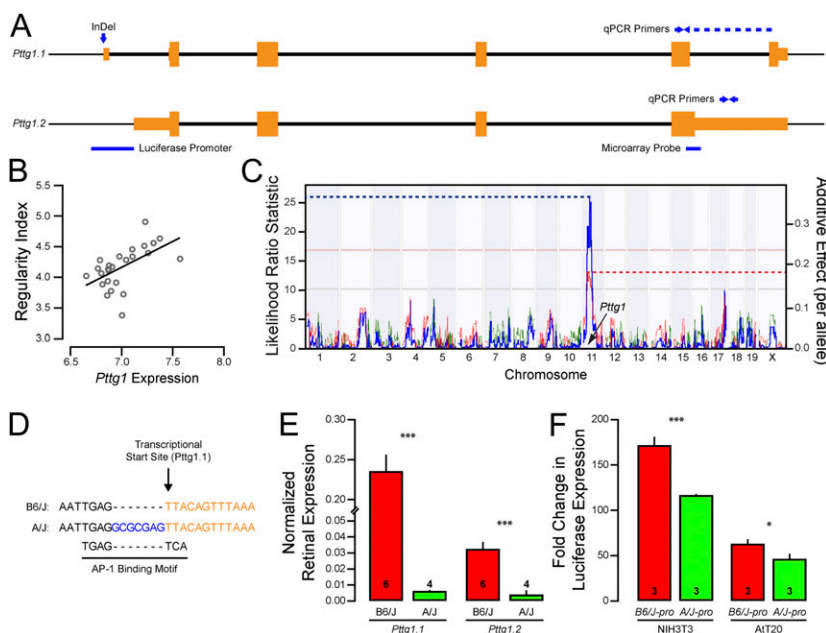 A
InDel
qPCR Primers
Pttg1.1
qPCR Primers
Pttg1.2
Luciferase Promoter
Microarray Probe
B
Regularity Index
5.0
4.5
4.0
3.5
3.0
6.5 7.0 7.5 8.0
Pttg1 Expression
C
Likelihood Ratio Statistic
25
20
15
10
5
0
Pttg1
1 2 3 4 5 6 7 8 9 10 11 12 13 14 15 16 17 18 19 X
Chromosome
0.3
0.2
0.1
0.0
Additive Effect (per allele)
D
Transcriptional
Start Site (Pttg1.1)
B6/J: AATTGAG-------TTACAGTTTAAA
A/J: AATTGAGGCGCGAGTTACAGTTTAAA
TGAG-------TCA
AP-1 Binding Motif
E
Normalized
Retinal Expression
0.30
0.25
0.20
0.05
0.04
0.03
0.02
0.01
0.00
***
***
6 4 6 4
B6/J A/J B6/J A/J
Pttg1.1 Pttg1.2
F
Fold Change in
Luciferase Expression
200
150
100
50
0
***
*
3 3 3 3
B6/J-pro A/J-pro B6/J-pro A/J-pro
NIH3T3 AtT20